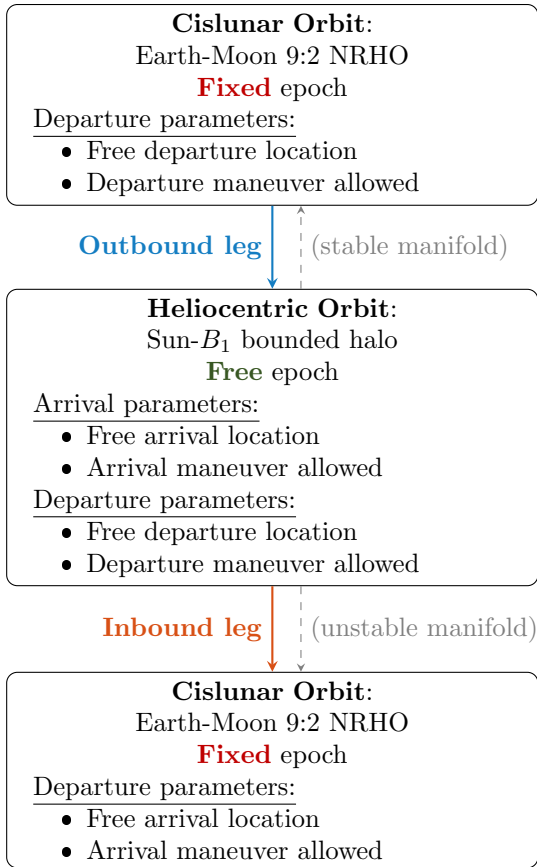 Cislunar Orbit:
Earth-Moon 9:2 NRHO
Fixed epoch
Departure parameters:
• Free departure location
• Departure maneuver allowed
Outbound leg (stable manifold)
Heliocentric Orbit:
Sun-B₁ bounded halo
Free epoch
Arrival parameters:
• Free arrival location
• Arrival maneuver allowed
Departure parameters:
• Free departure location
• Departure maneuver allowed
Inbound leg (unstable manifold)
Cislunar Orbit:
Earth-Moon 9:2 NRHO
Fixed epoch
Departure parameters:
• Free arrival location
• Arrival maneuver allowed